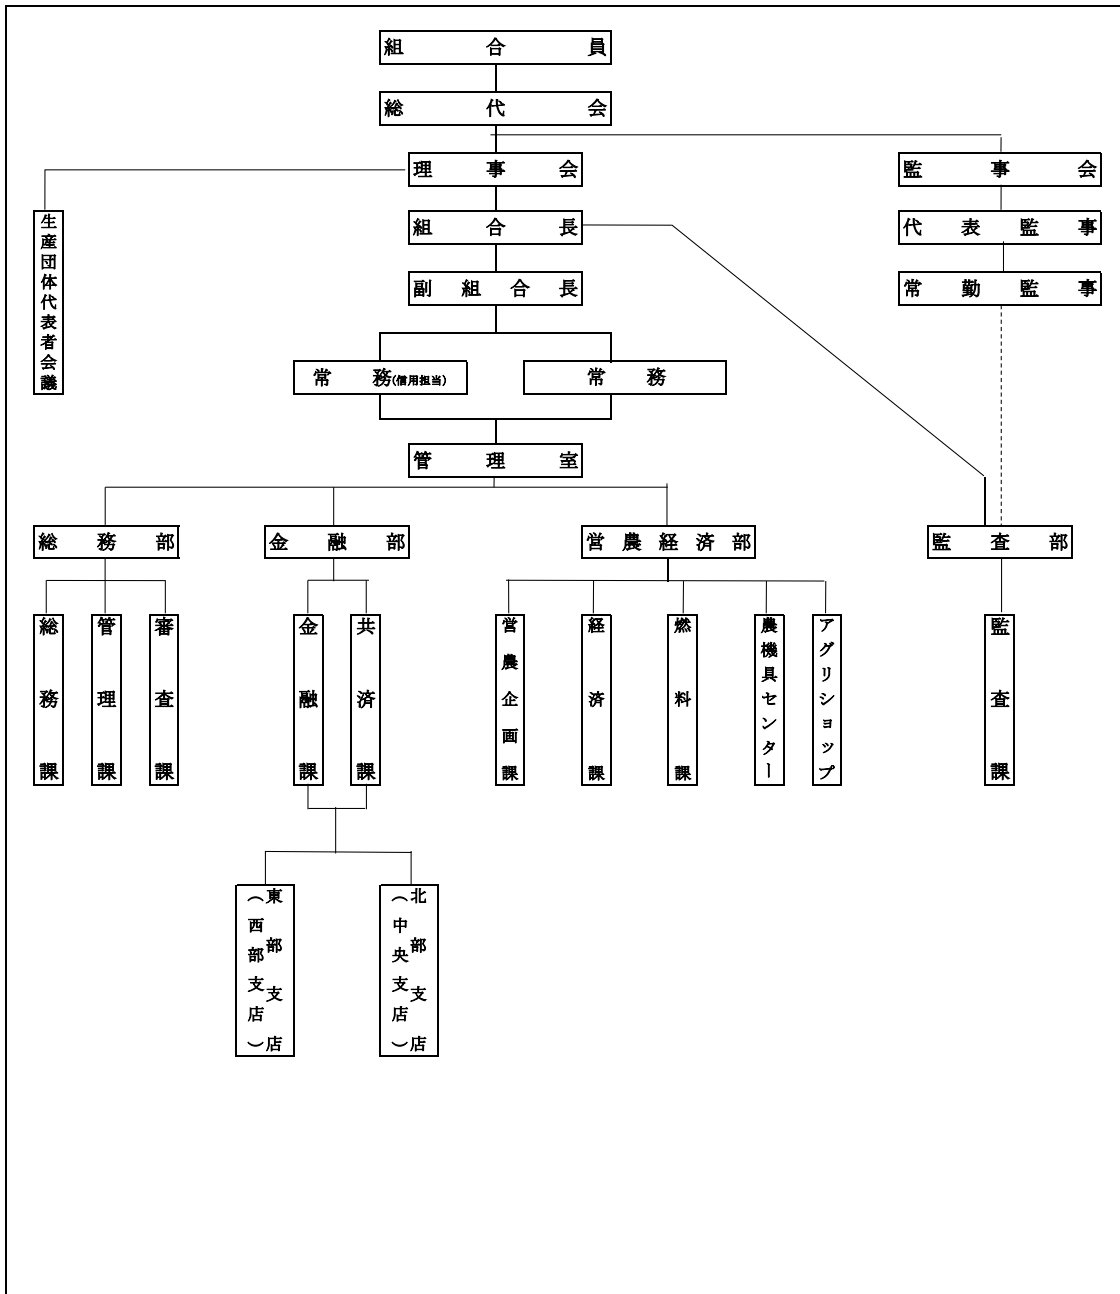 組合員
総代会
理事会
監事会
生産団体代表者会議
組合長
代表監事
副組合長
常勤監事
常務(信用担当)
常務
管理室
総務部
金融部
営農経済部
監査部
総務課
管理課
審査課
金融課
共済課
営農企画課
経済課
燃料課
農機具センター
アグリショップ
監査課
東部支店
(西部支店)
北部支店
(中央支店)